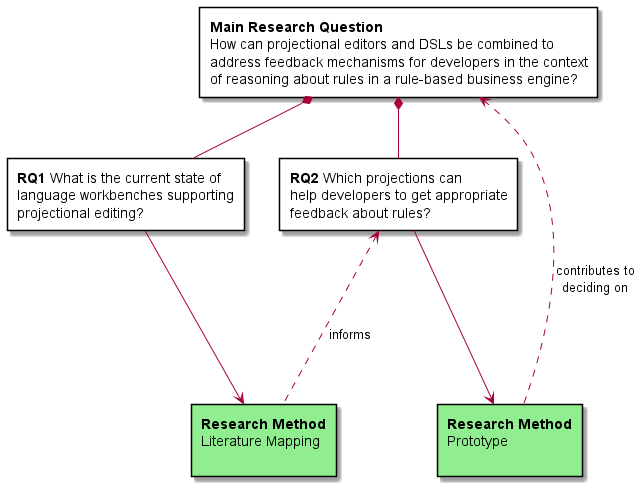 Main Research Question
How can projectional editors and DSLs be combined to
address feedback mechanisms for developers in the context
of reasoning about rules in a rule-based business engine?
RQ1 What is the current state of
language workbenches supporting
projectional editing?
RQ2 Which projections can
help developers to get appropriate
feedback about rules?
contributes to
deciding on
informs
Research Method
Literature Mapping
Research Method
Prototype